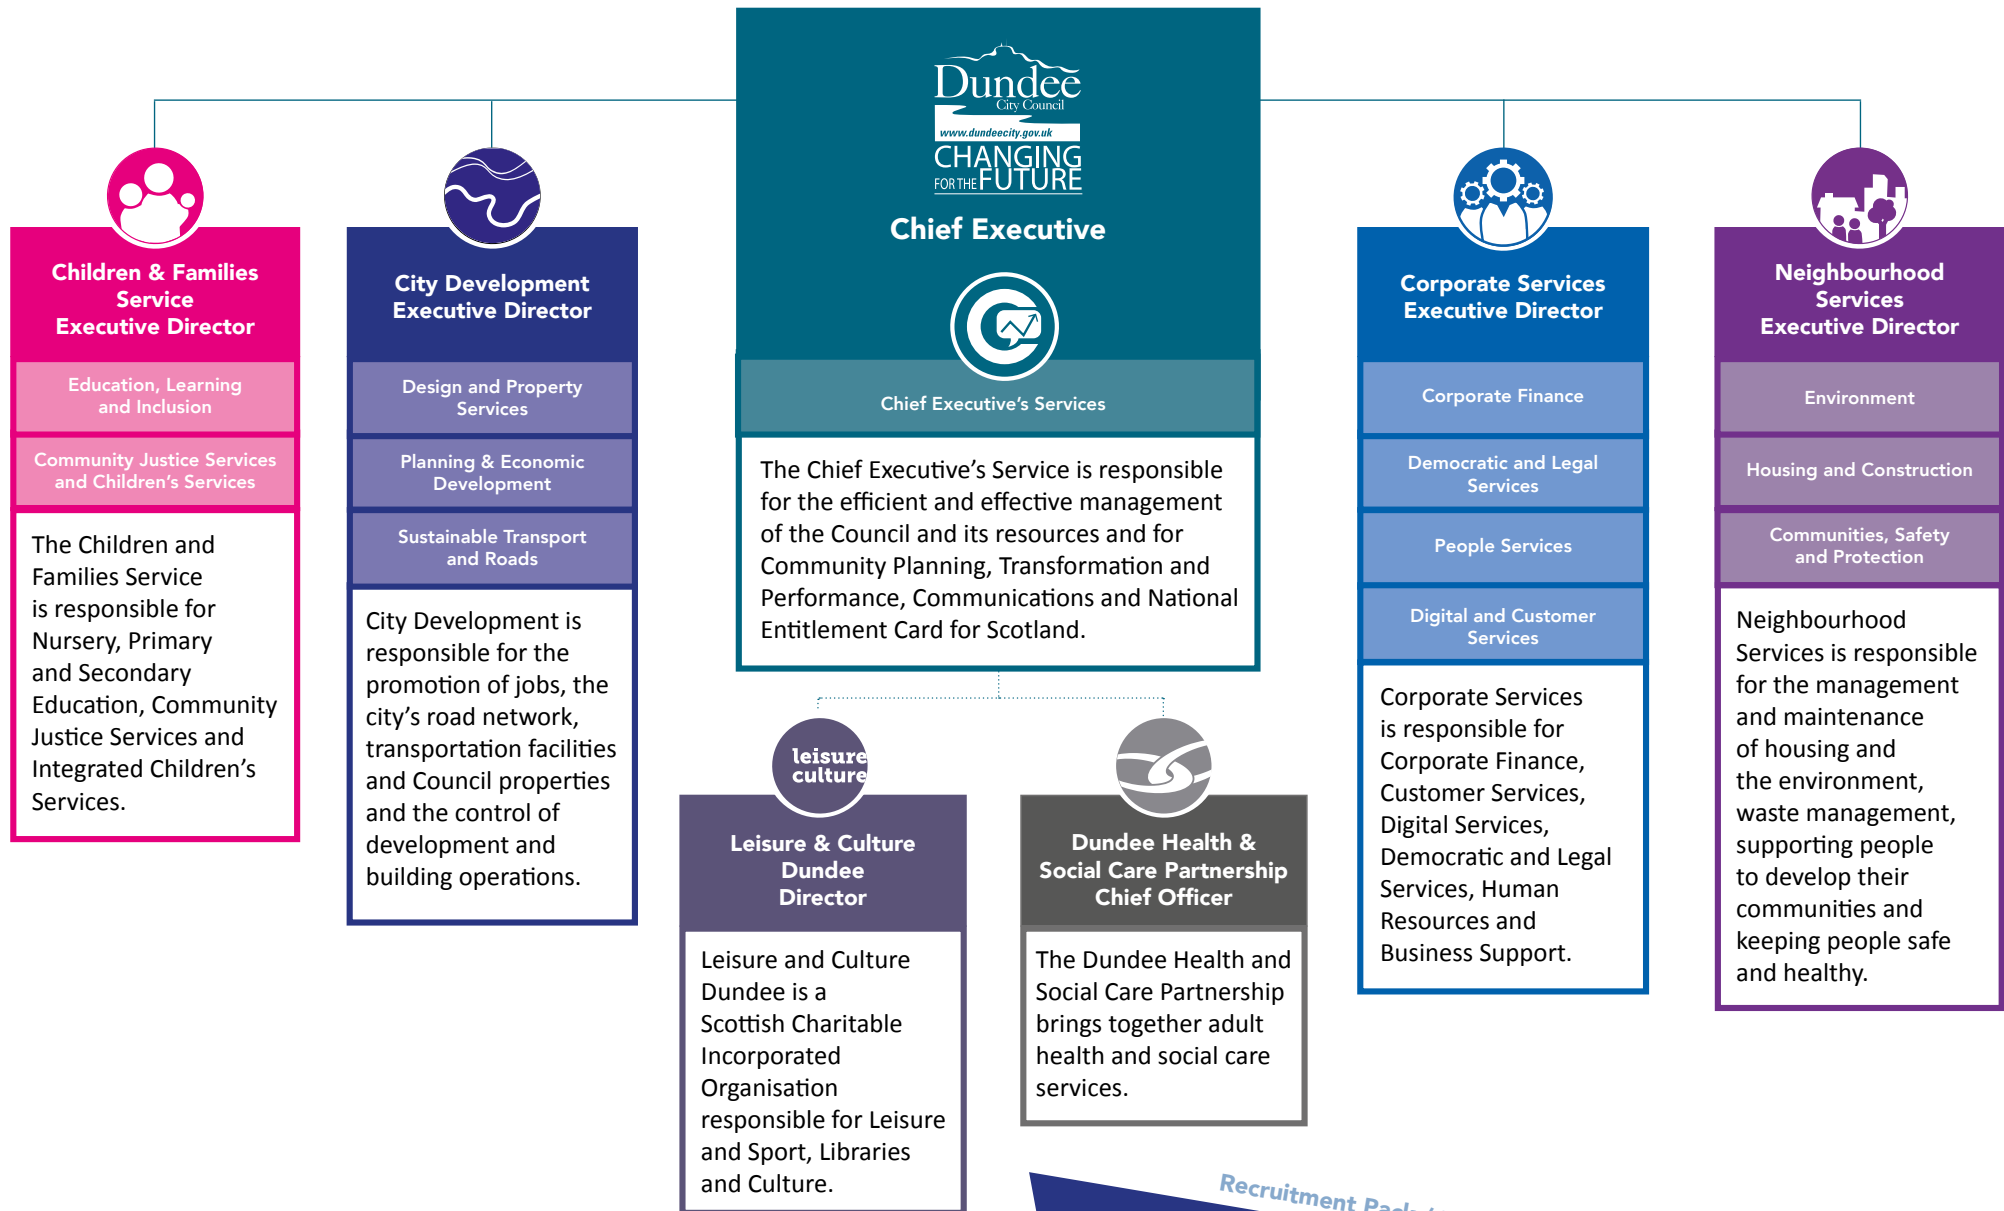 Dundee
City Council
www.dundeecity.gov.uk
CHANGING
FOR THE FUTURE
Chief Executive
Chief Executive's Services
The Chief Executive's Service is responsible
for the efficient and effective management
of the Council and its resources and for
Community Planning, Transformation and
Performance, Communications and National
Entitlement Card for Scotland.
Children & Families
Service
Executive Director
Education, Learning
and Inclusion
Community Justice Services
and Children's Services
The Children and
Families Service
is responsible for
Nursery, Primary
and Secondary
Education, Community
Justice Services and
Integrated Children's
Services.
City Development
Executive Director
Design and Property
Services
Planning & Economic
Development
Sustainable Transport
and Roads
City Development is
responsible for the
promotion of jobs, the
city's road network,
transportation facilities
and Council properties
and the control of
development and
building operations.
leisure
culture
Leisure & Culture
Dundee
Director
Leisure and Culture
Dundee is a
Scottish Charitable
Incorporated
Organisation
responsible for Leisure
and Sport, Libraries
and Culture.
Dundee Health &
Social Care Partnership
Chief Officer
The Dundee Health and
Social Care Partnership
brings together adult
health and social care
services.
Corporate Services
Executive Director
Corporate Finance
Democratic and Legal
Services
People Services
Digital and Customer
Services
Corporate Services
is responsible for
Corporate Finance,
Customer Services,
Digital Services,
Democratic and Legal
Services, Human
Resources and
Business Support.
Neighbourhood
Services
Executive Director
Environment
Housing and Construction
Communities, Safety
and Protection
Neighbourhood
Services is responsible
for the management
and maintenance
of housing and
the environment,
waste management,
supporting people
to develop their
communities and
keeping people safe
and healthy.
Recruitment Pack